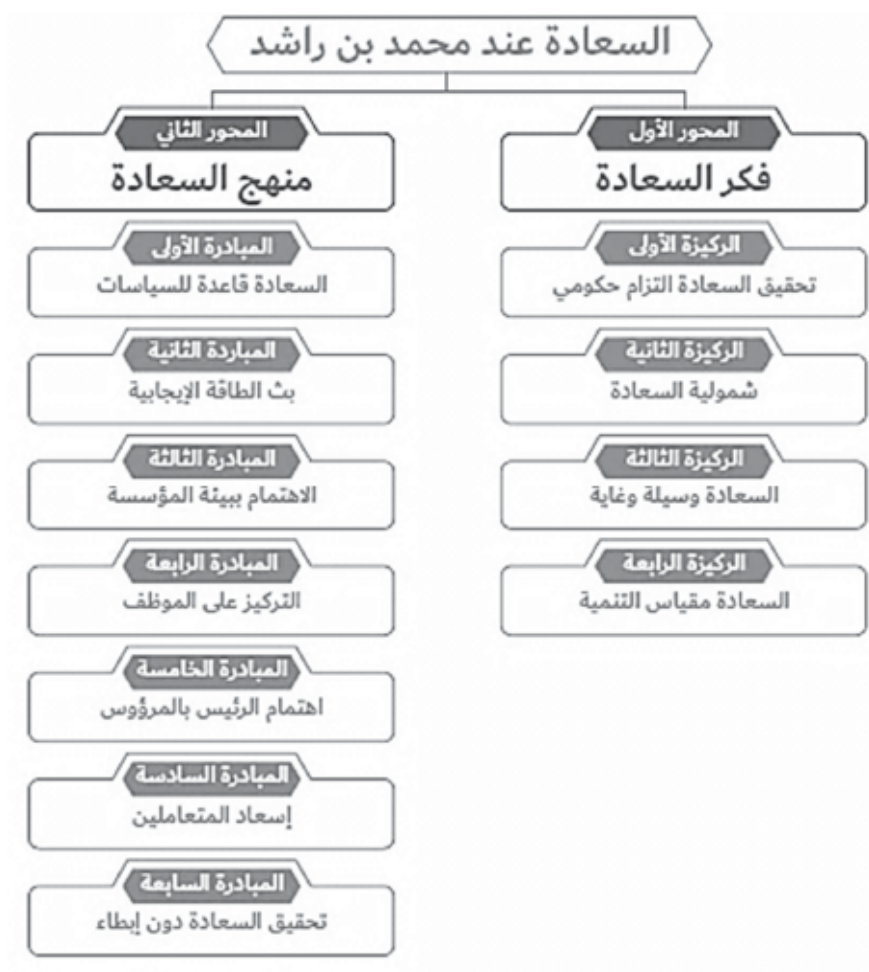 السعادة عند محمد بن راشد
المحور الأول
فكر السعادة
الركيزة الأولى
تحقيق السعادة التزام حكومي
الركيزة الثانية
شمولية السعادة
الركيزة الثالثة
السعادة وسيلة وغاية
الركيزة الرابعة
السعادة مقياس التنمية
المحور الثاني
منهج السعادة
المبادرة الأولى
السعادة قاعدة للسياسات
المباردة الثانية
بث الطاقة الإيجابية
المبادرة الثالثة
الاهتمام ببيئة المؤسسة
المبادرة الرابعة
التركيز على الموظف
المبادرة الخامسة
اهتمام الرئيس بالمرؤوس
المبادرة السادسة
إسعاد المتعاملين
المبادرة السابعة
تحقيق السعادة دون إبطاء